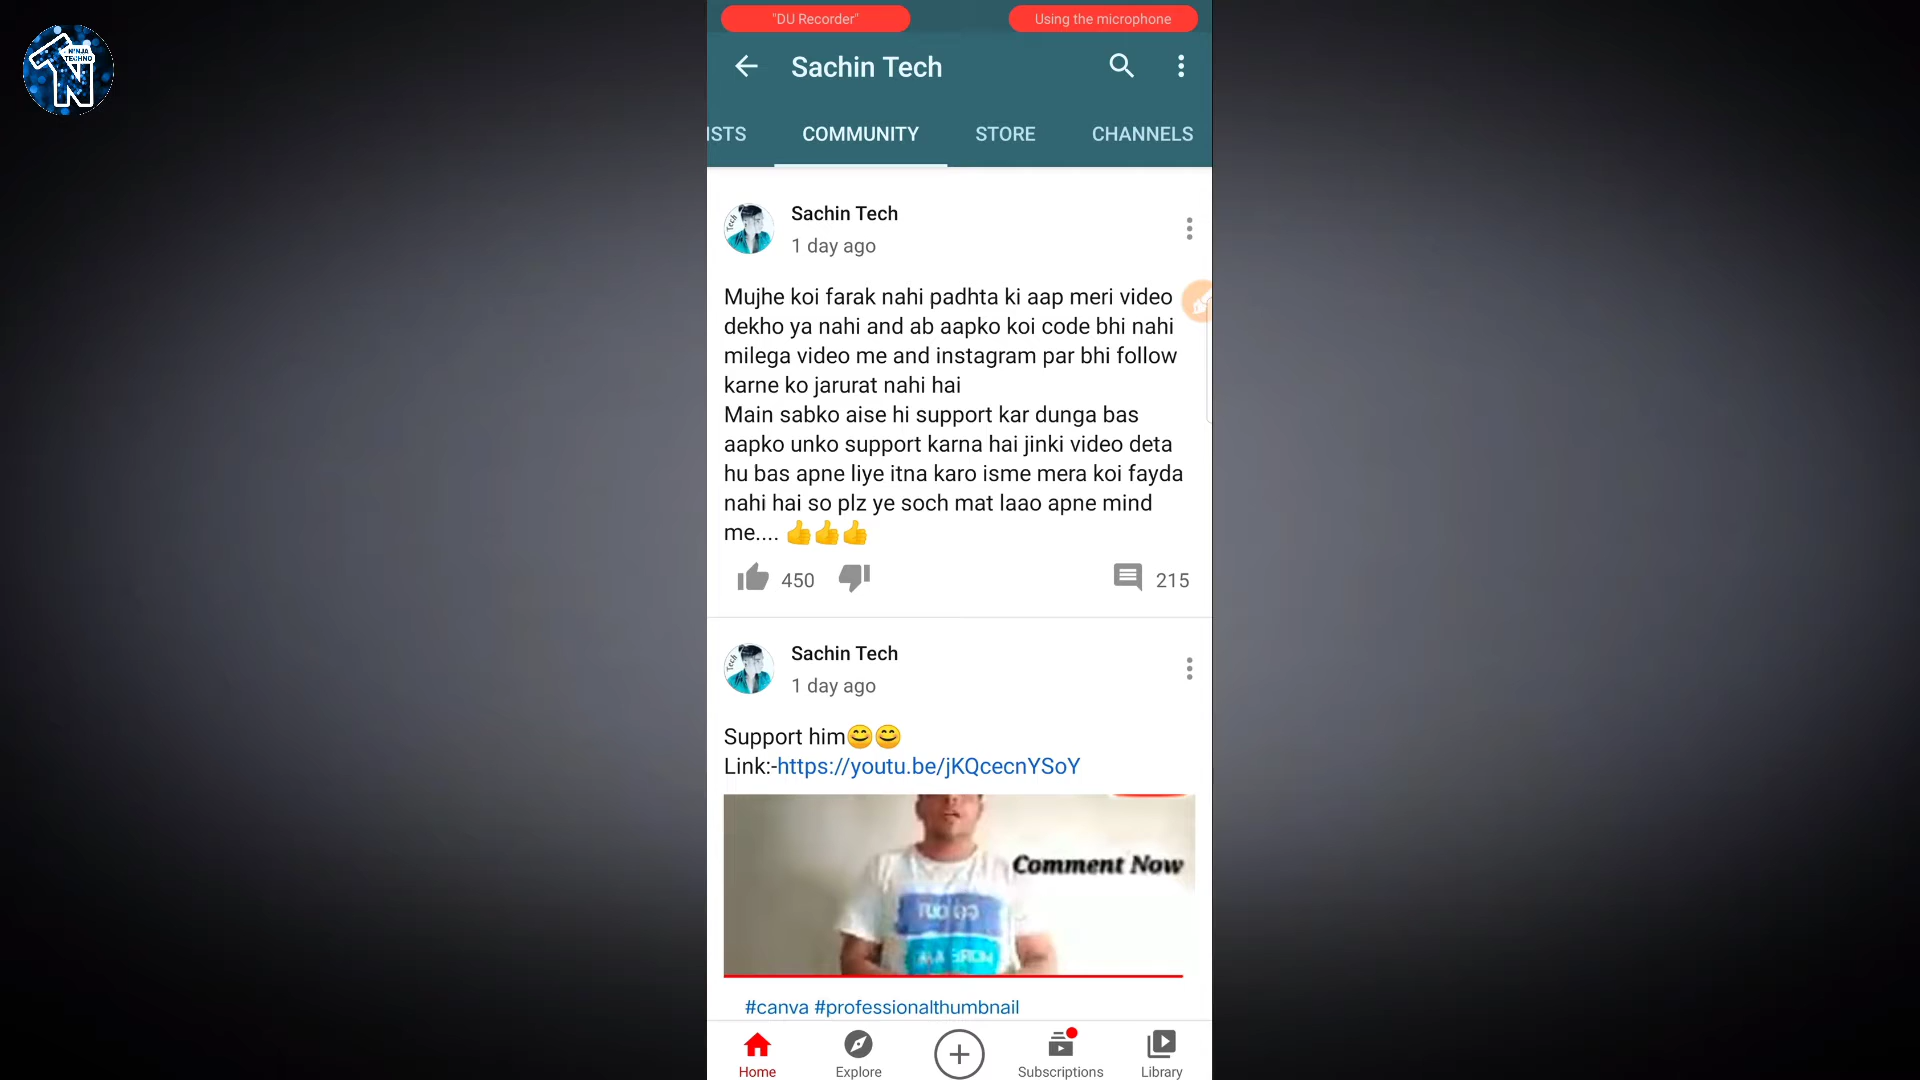 NINJA
TECHNO
"DU Recorder"
Using the microphone
Sachin Tech
ISTS
COMMUNITY
STORE
CHANNELS
Sachin Tech
1 day ago
Mujhe koi farak nahi padhta ki aap meri video
dekho ya nahi and ab aapko koi code bhi nahi
milega video me and instagram par bhi follow
karne ko jarurat nahi hai
Main sabko aise hi support kar dunga bas
aapko unko support karna hai jinki video deta
hu bas apne liye itna karo isme mera koi fayda
nahi hai so plz ye soch mat laao apne mind
me.... 👍👍👍
450
215
Sachin Tech
1 day ago
Support him😊😊
Link:-https://youtu.be/jKQcecnYSoY
Comment Now
#canva #professionalthumbnail
Home
Explore
Subscriptions
Library